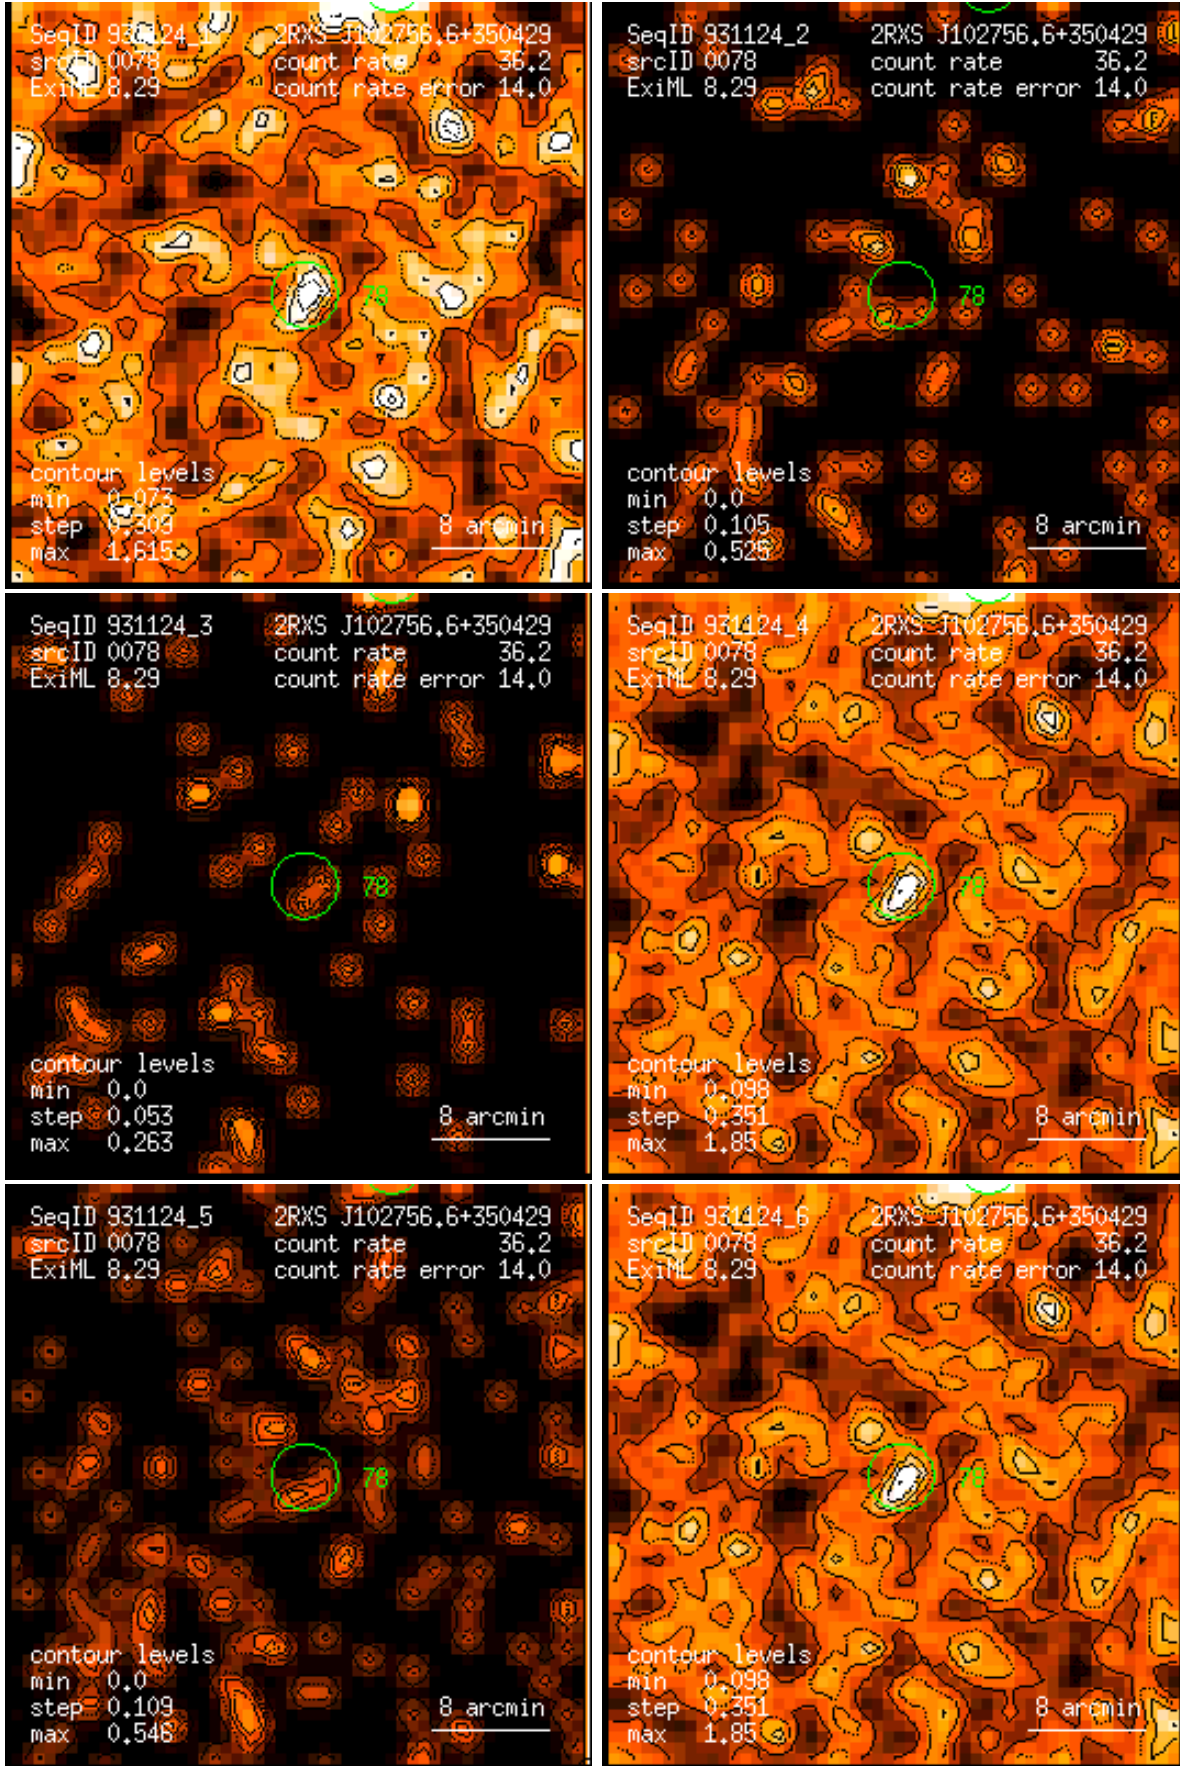 SeqID 931124_1 2RXS J102756.6+350429
srcID 0078 count rate 36.2
ExiML 8.29 count rate error 14.0
78
contour levels
min 0.073
step 0.309 8 arcmin
max 1.615
SeqID 931124_2 2RXS J102756.6+350429
srcID 0078 count rate 36.2
ExiML 8.29 count rate error 14.0
78
contour levels
min 0.0
step 0.105 8 arcmin
max 0.525
SeqID 931124_3 2RXS J102756.6+350429
srcID 0078 count rate 36.2
ExiML 8.29 count rate error 14.0
78
contour levels
min 0.0
step 0.053 8 arcmin
max 0.263
SeqID 931124_4 2RXS J102756.6+350429
srcID 0078 count rate 36.2
ExiML 8.29 count rate error 14.0
78
contour levels
min 0.098
step 0.351 8 arcmin
max 1.85
SeqID 931124_5 2RXS J102756.6+350429
srcID 0078 count rate 36.2
ExiML 8.29 count rate error 14.0
78
contour levels
min 0.0
step 0.109 8 arcmin
max 0.546
SeqID 931124_6 2RXS J102756.6+350429
srcID 0078 count rate 36.2
ExiML 8.29 count rate error 14.0
78
contour levels
min 0.098
step 0.351 8 arcmin
max 1.85